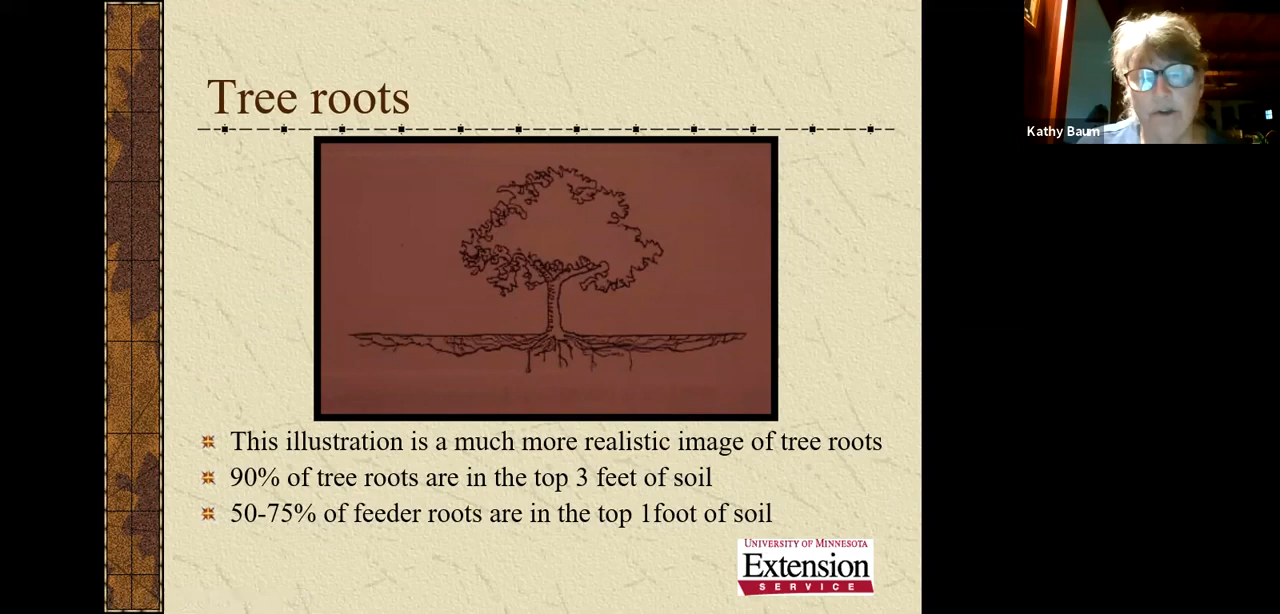 Tree roots
This illustration is a much more realistic image of tree roots
90% of tree roots are in the top 3 feet of soil
50-75% of feeder roots are in the top 1foot of soil
UNIVERSITY OF MINNESOTA
Extension
SERVICE
Kathy Baum